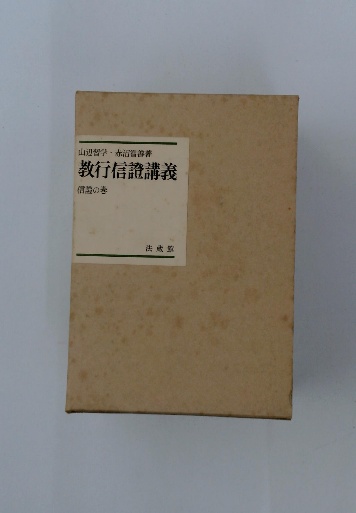 山辺習学・赤沼智善著
教行信證講義
信證の巻
法蔵館